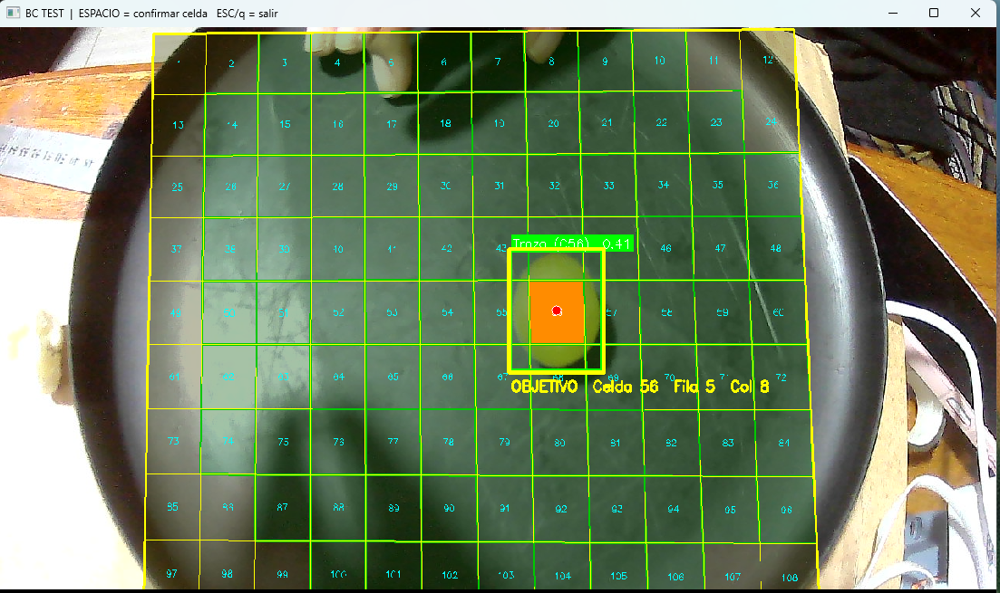 BC TEST | ESPACIO = confirmar celda ESC/q = salir
1 2 3 4 5 6 7 8 9 10 11 12
13 14 15 16 17 18 19 20 21 22 23 24
25 26 27 28 29 30 31 32 33 34 35 36
Trozo (C56) 0.41
37 38 39 40 41 42 43 46 47 48
49 50 51 52 53 54 55 57 58 59 60
61 64 65 66 67 68 69 70 71 72
OBJETIVO Celda 56 Fila 5 Col 8
73 74 75 76 77 78 79 80 81 82 83 84
85 86 87 88 89 90 91 92 93 94 95 96
97 98 99 100 101 102 103 104 105 106 107 108